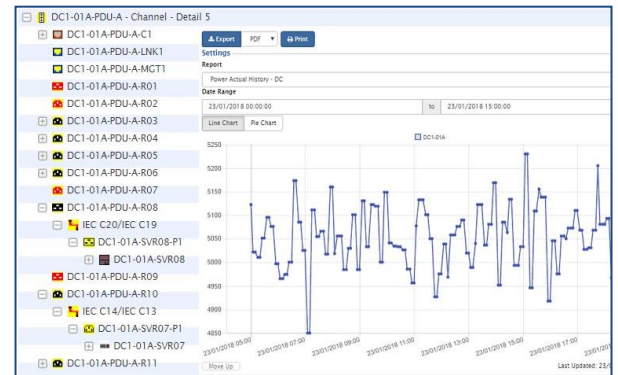 DC1-01A-PDU-A - Channel - Detail 5
DC1-01A-PDU-A-C1
DC1-01A-PDU-A-LNK1
DC1-01A-PDU-A-MGT1
DC1-01A-PDU-A-R01
DC1-01A-PDU-A-R02
DC1-01A-PDU-A-R03
DC1-01A-PDU-A-R04
DC1-01A-PDU-A-R05
DC1-01A-PDU-A-R06
DC1-01A-PDU-A-R07
DC1-01A-PDU-A-R08
IEC C20/IEC C19
DC1-01A-SVR08-P1
DC1-01A-SVR08
DC1-01A-PDU-A-R09
DC1-01A-PDU-A-R10
IEC C14/IEC C13
DC1-01A-SVR07-P1
DC1-01A-SVR07
DC1-01A-PDU-A-R11
Export PDF Print
Settings
Report
Power Actual History - DC
Date Range
23/01/2018 00:00:00 to 23/01/2018 15:00:00
Line Chart Pie Chart
DC1-01A
5250
5200
5150
5100
5050
5000
4950
4900
4850
23/01/2018 05:00 23/01/2018 07:00 23/01/2018 09:00 23/01/2018 11:00 23/01/2018 13:00 23/01/2018 15:00 23/01/2018 17:00 23/01/201
Move Up Last Updated: 23/